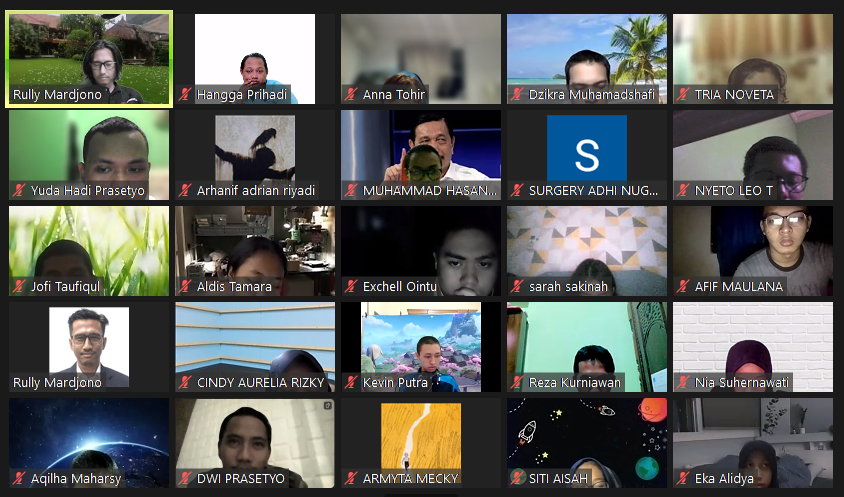 Rully Mardjono
Hangga Prihadi
Anna Tohir
Dzikra Muhamadshafi
TRIA NOVETA
Yuda Hadi Prasetyo
Arhanif adrian riyadi
MUHAMMAD HASAN...
S
SURGERY ADHI NUG...
NYETO LEO T
Jofi Taufiqul
Aldis Tamara
Exchell Ointu
sarah sakinah
AFIF MAULANA
Rully Mardjono
CINDY AURELIA RIZKY
Kevin Putra
Reza Kurniawan
Nia Suhernawati
Aqilha Maharsy
DWI PRASETYO
ARMYTA MECKY
SITI AISAH
Eka Alidya